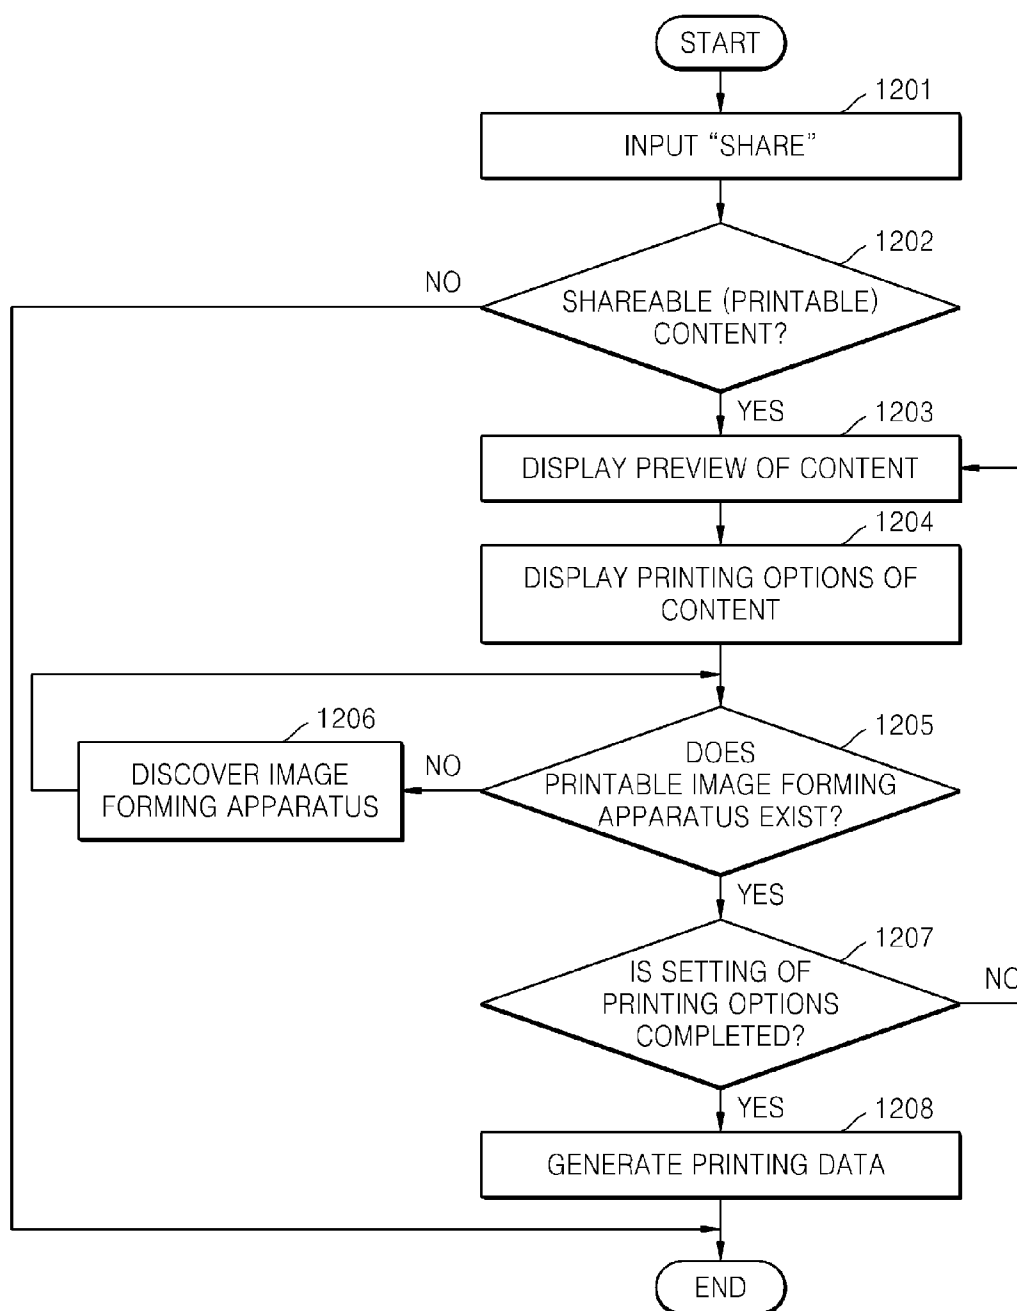 START
1201
INPUT “SHARE”
1202
NO
SHAREABLE (PRINTABLE)
CONTENT?
YES
1203
DISPLAY PREVIEW OF CONTENT
1204
DISPLAY PRINTING OPTIONS OF
CONTENT
1206
DISCOVER IMAGE
FORMING APPARATUS
NO
1205
DOES
PRINTABLE IMAGE FORMING
APPARATUS EXIST?
YES
1207
IS SETTING OF
PRINTING OPTIONS
COMPLETED?
NO
YES
1208
GENERATE PRINTING DATA
END